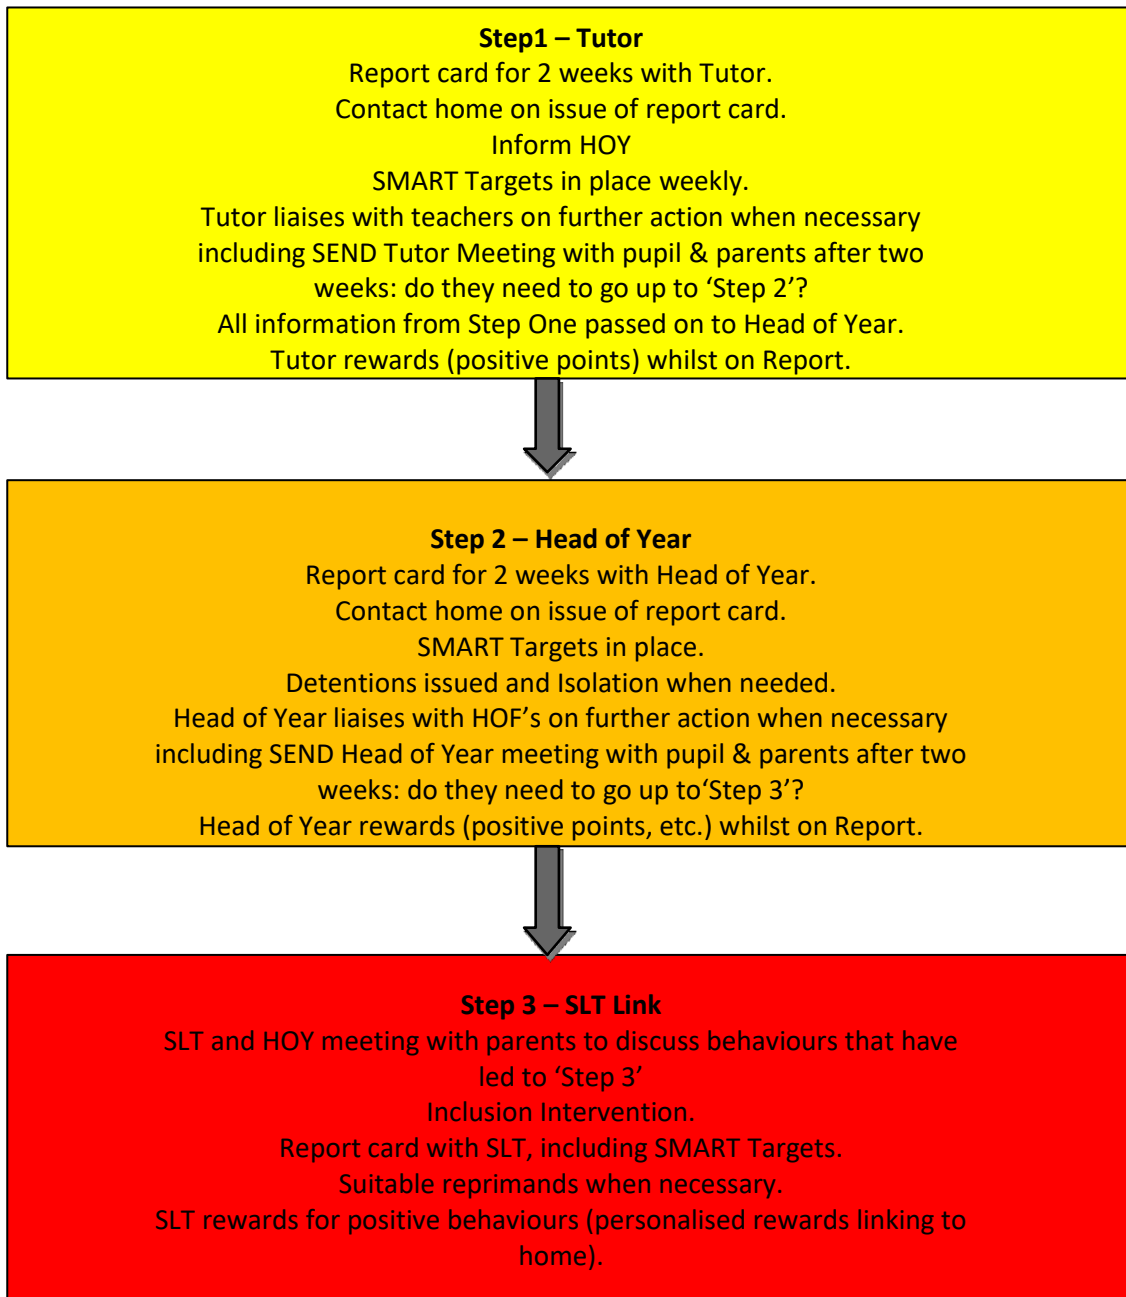 Step1 – Tutor
Report card for 2 weeks with Tutor.
Contact home on issue of report card.
Inform HOY
SMART Targets in place weekly.
Tutor liaises with teachers on further action when necessary
including SEND Tutor Meeting with pupil & parents after two
weeks: do they need to go up to ‘Step 2’?
All information from Step One passed on to Head of Year.
Tutor rewards (positive points) whilst on Report.
Step 2 – Head of Year
Report card for 2 weeks with Head of Year.
Contact home on issue of report card.
SMART Targets in place.
Detentions issued and Isolation when needed.
Head of Year liaises with HOF’s on further action when necessary
including SEND Head of Year meeting with pupil & parents after two
weeks: do they need to go up to‘Step 3’?
Head of Year rewards (positive points, etc.) whilst on Report.
Step 3 – SLT Link
SLT and HOY meeting with parents to discuss behaviours that have
led to ‘Step 3’
Inclusion Intervention.
Report card with SLT, including SMART Targets.
Suitable reprimands when necessary.
SLT rewards for positive behaviours (personalised rewards linking to
home).